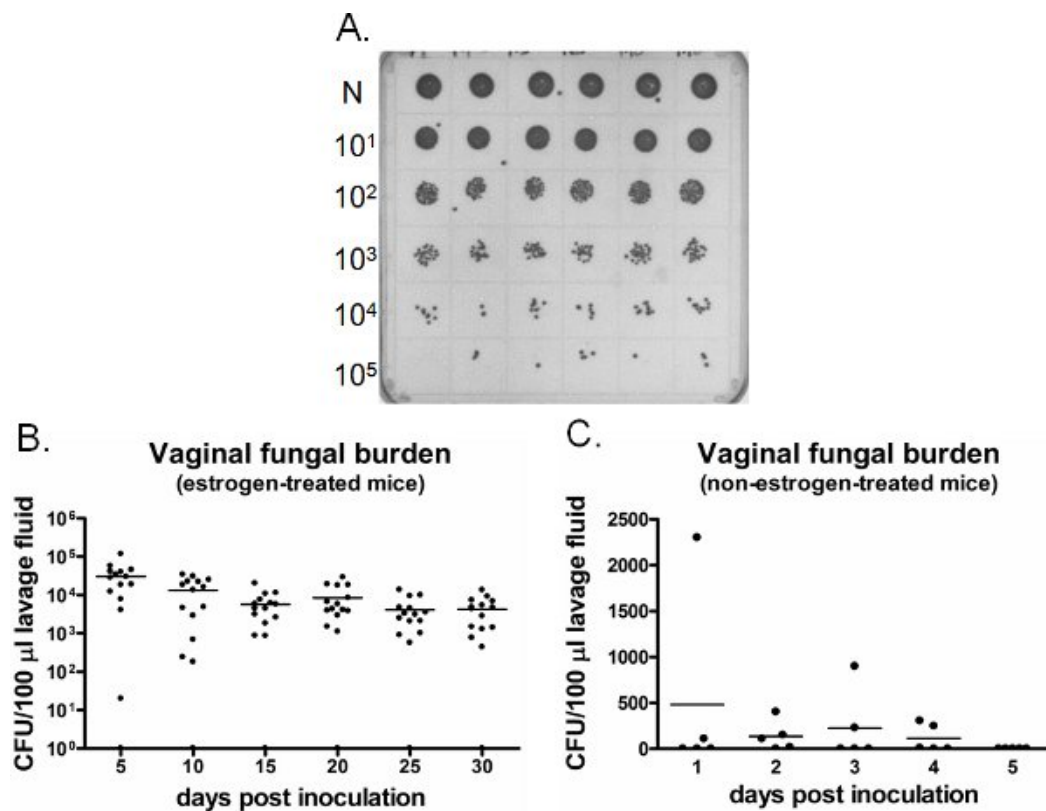 A.
N
10¹
10²
10³
10⁴
10⁵
B.
Vaginal fungal burden
(estrogen-treated mice)
CFU/100 µl lavage fluid
10⁶
10⁵
10⁴
10³
10²
10¹
10⁰
5 10 15 20 25 30
days post inoculation
C.
Vaginal fungal burden
(non-estrogen-treated mice)
CFU/100 µl lavage fluid
2500
2000
1500
1000
500
0
1 2 3 4 5
days post inoculation